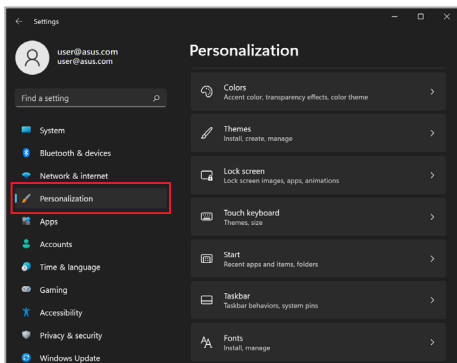 Settings
user@asus.com
user@asus.com
Find a setting
System
Bluetooth & devices
Network & internet
Personalization
Apps
Accounts
Time & language
Gaming
Accessibility
Privacy & security
Windows Update
Personalization
Colors
Accent color, transparency effects, color theme
Themes
Install, create, manage
Lock screen
Lock screen images, apps, animations
Touch keyboard
Themes, size
Start
Recent apps and items, folders
Taskbar
Taskbar behaviors, system pins
Fonts
Install, manage